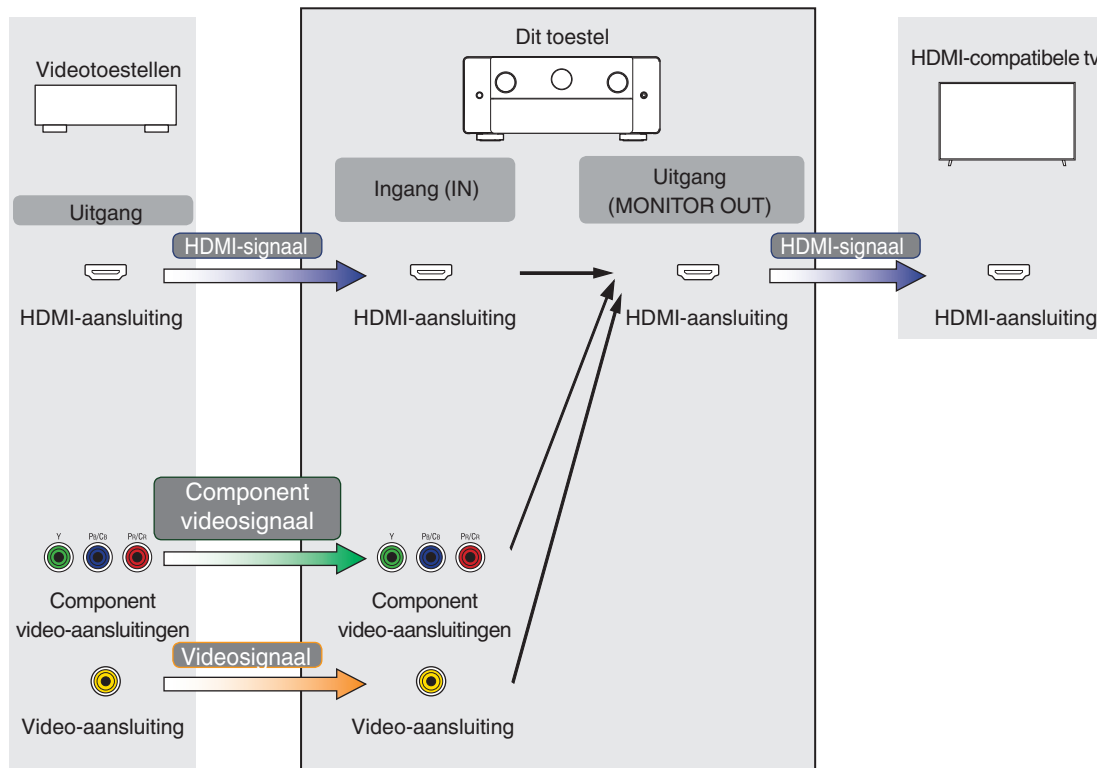 Videotoestellen
Dit toestel
HDMI-compatibele tv
Uitgang
Ingang (IN)
Uitgang
(MONITOR OUT)
HDMI-signaal
HDMI-signaal
HDMI-aansluiting
HDMI-aansluiting
HDMI-aansluiting
HDMI-aansluiting
Component
videosignaal
Y PB/CB PR/CR
Y PB/CB PR/CR
Component
video-aansluitingen
Component
video-aansluitingen
Videosignaal
Video-aansluiting
Video-aansluiting